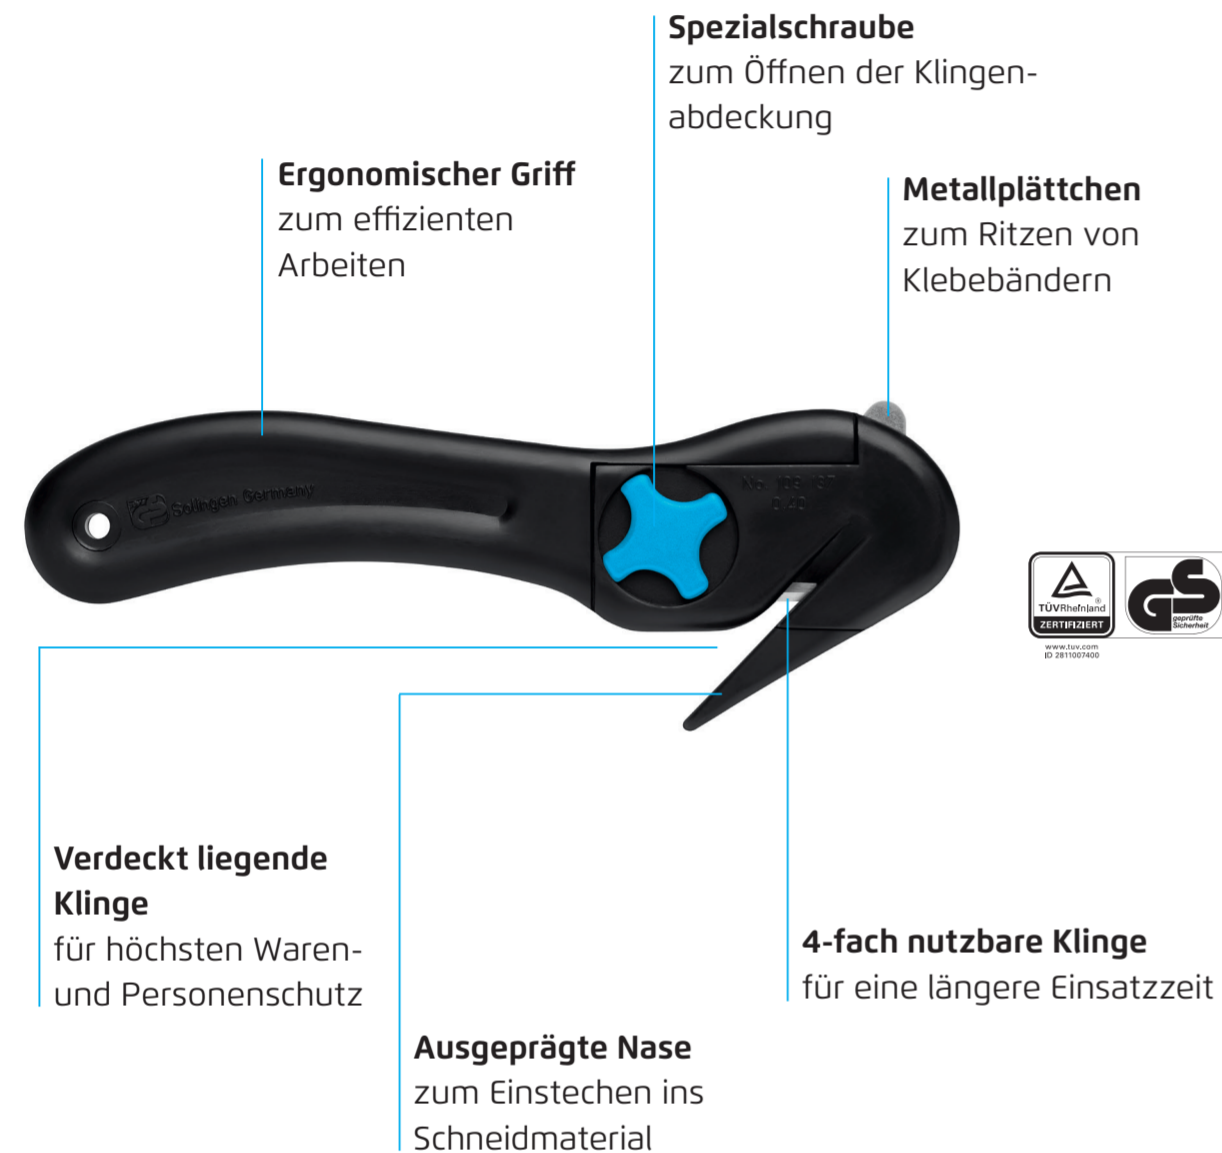 Spezialschraube
zum Öffnen der Klingen-
abdeckung
Ergonomischer Griff
zum effizienten
Arbeiten
Metallplättchen
zum Ritzen von
Klebebändern
Solingen Germany
TÜVRheinland
®
ZERTIFIZIERT
GS
geprüfte
Sicherheit
www.tuv.com
ID 2811007400
Verdeckt liegende
Klinge
für höchsten Waren-
und Personenschutz
4-fach nutzbare Klinge
für eine längere Einsatzzeit
Ausgeprägte Nase
zum Einstechen ins
Schneidmaterial